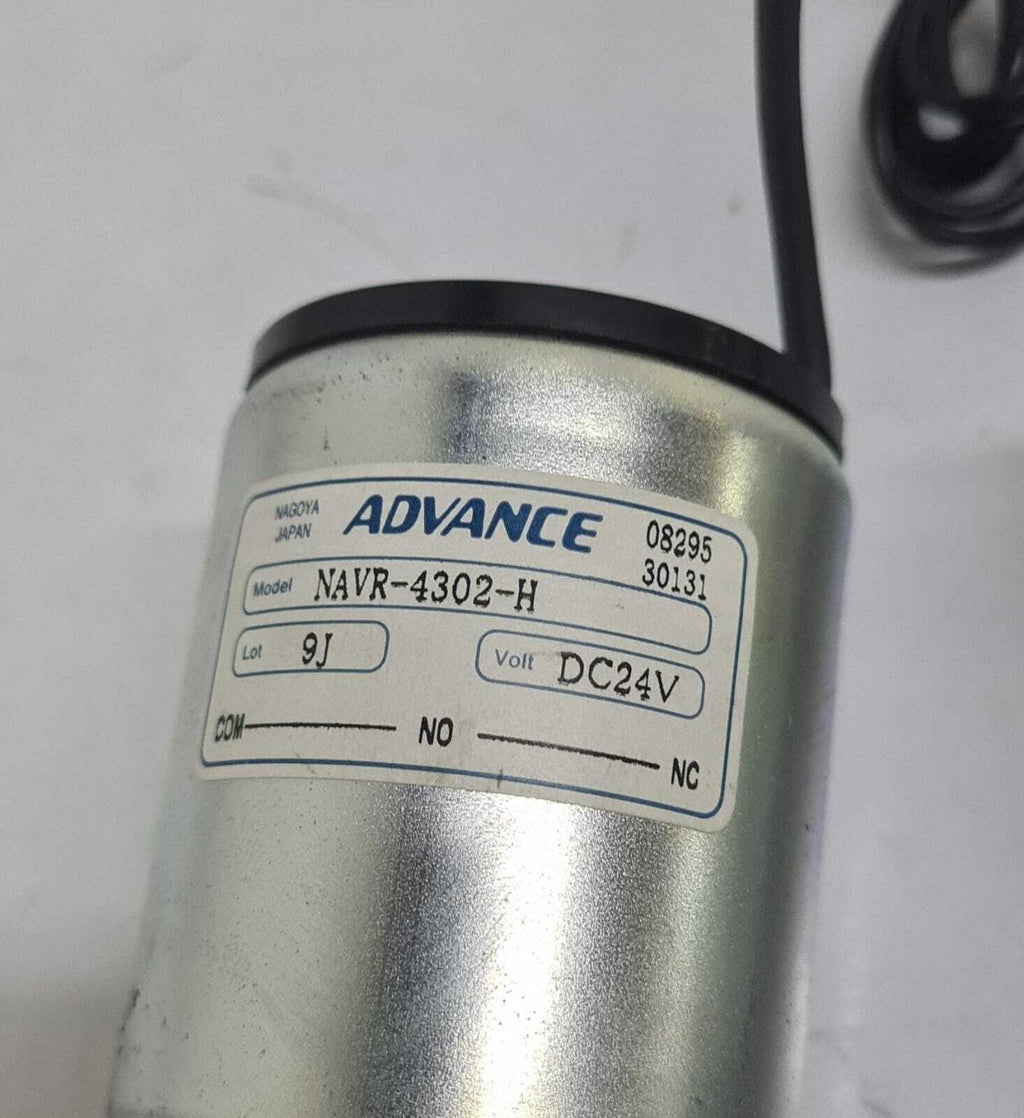 NAGOYA
JAPAN
ADVANCE
08295
30131
Model NAVR-4302-H
Lot 9J
Volt DC24V
COM NO NC